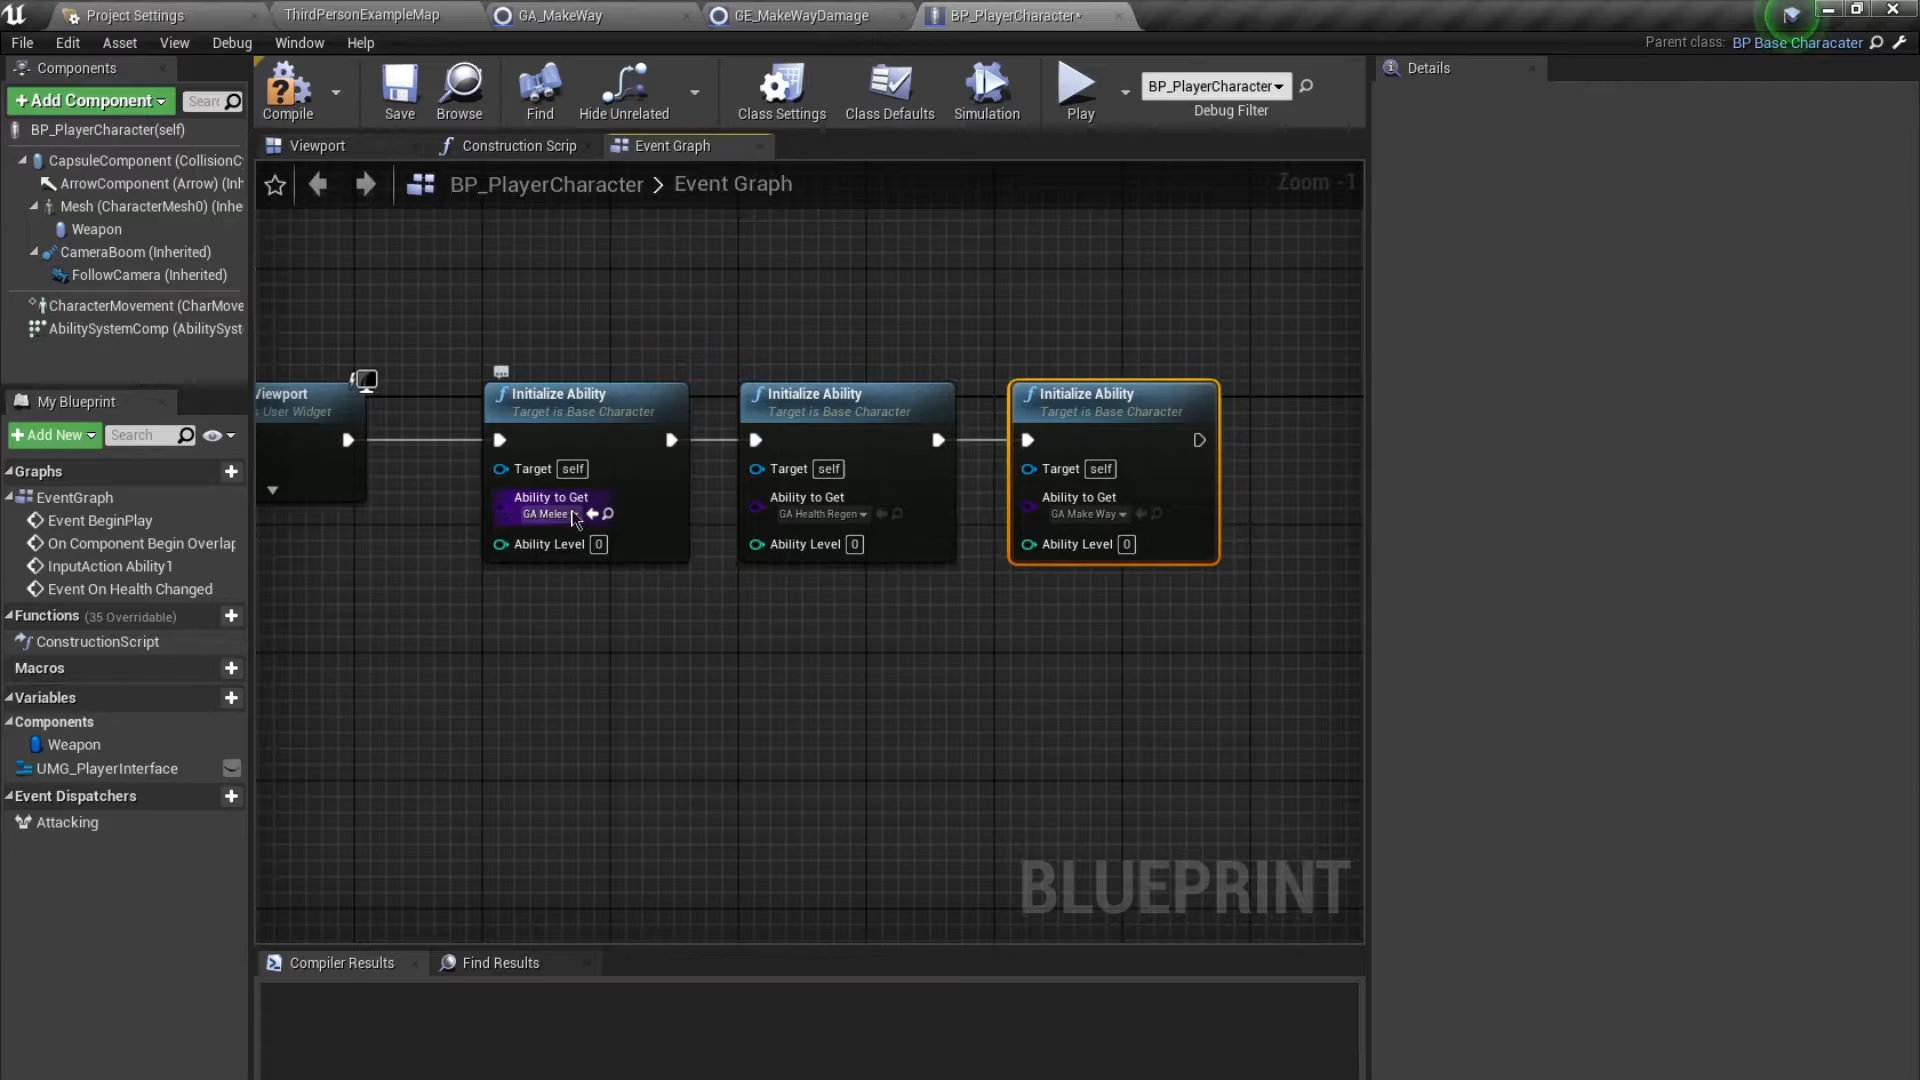 Project Settings
ThirdPersonExampleMap
GA_MakeWay
GE_MakeWayDamage
BP_PlayerCharacter*
File
Edit
Asset
View
Debug
Window
Help
Parent class: BP Base Characater
Components
Details
+ Add Component
Searc
BP_PlayerCharacter(self)
CapsuleComponent (CollisionC
ArrowComponent (Arrow) (Inh
Mesh (CharacterMesh0) (Inhe
Weapon
CameraBoom (Inherited)
FollowCamera (Inherited)
CharacterMovement (CharMove
AbilitySystemComp (AbilitySyst
Compile
Save
Browse
Find
Hide Unrelated
Class Settings
Class Defaults
Simulation
Play
BP_PlayerCharacter
Debug Filter
Viewport
Construction Scrip
Event Graph
BP_PlayerCharacter > Event Graph
Zoom -1
My Blueprint
+ Add New
Search
Graphs
EventGraph
Event BeginPlay
On Component Begin Overlap
InputAction Ability1
Event On Health Changed
Functions (35 Overridable)
ConstructionScript
Macros
Variables
Components
Weapon
UMG_PlayerInterface
Event Dispatchers
Attacking
Viewport
s User Widget
Initialize Ability
Target is Base Character
Target self
Ability to Get
GA Melee
Ability Level 0
Initialize Ability
Target is Base Character
Target self
Ability to Get
GA Health Regen
Ability Level 0
Initialize Ability
Target is Base Character
Target self
Ability to Get
GA Make Way
Ability Level 0
BLUEPRINT
Compiler Results
Find Results